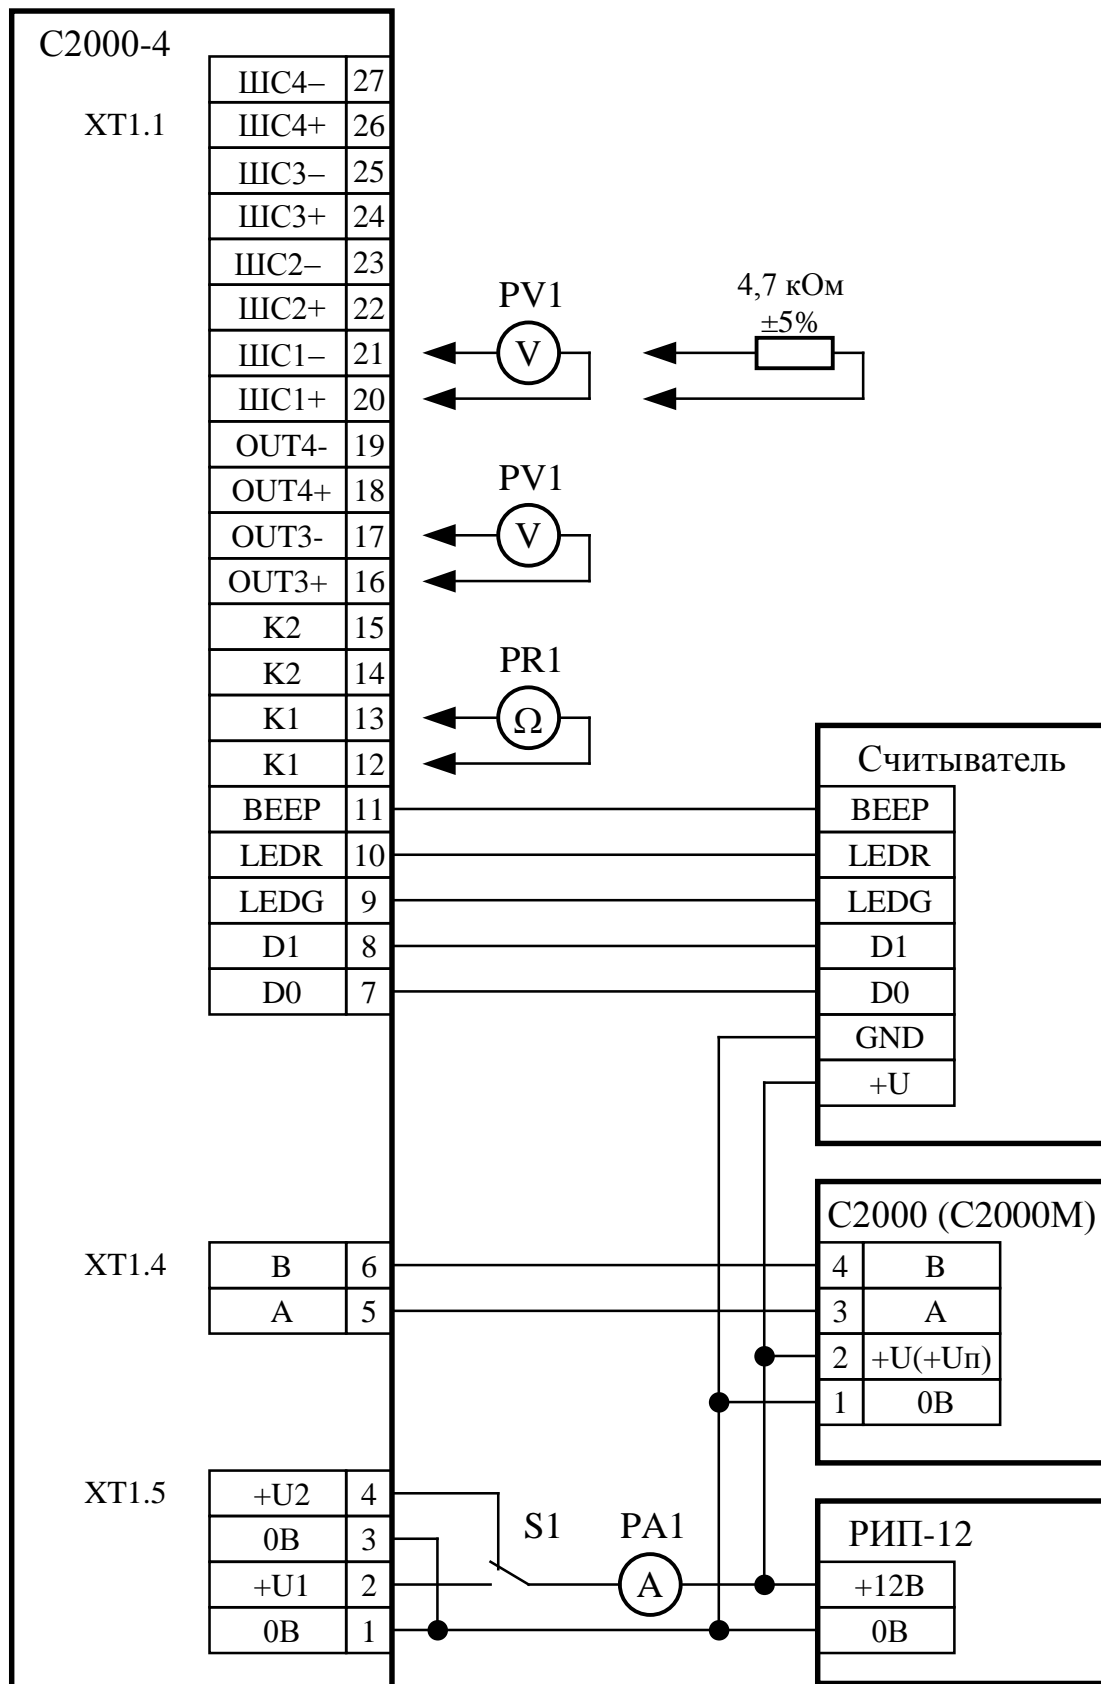 С2000-4
ШС4– 27
XT1.1 ШС4+ 26
ШС3– 25
ШС3+ 24
ШС2– 23
ШС2+ 22
ШС1– 21
ШС1+ 20
OUT4- 19
OUT4+ 18
OUT3- 17
OUT3+ 16
К2 15
К2 14
К1 13
К1 12
BEEP 11
LEDR 10
LEDG 9
D1 8
D0 7
PV1
V
4,7 кОм
±5%
PV1
V
PR1
Ω
Считыватель
BEEP
LEDR
LEDG
D1
D0
GND
+U
XT1.4 B 6
A 5
С2000 (С2000М)
4 B
3 A
2 +U(+Uп)
1 0В
XT1.5 +U2 4
0В 3
+U1 2
0В 1
S1
PA1
A
РИП-12
+12В
0В